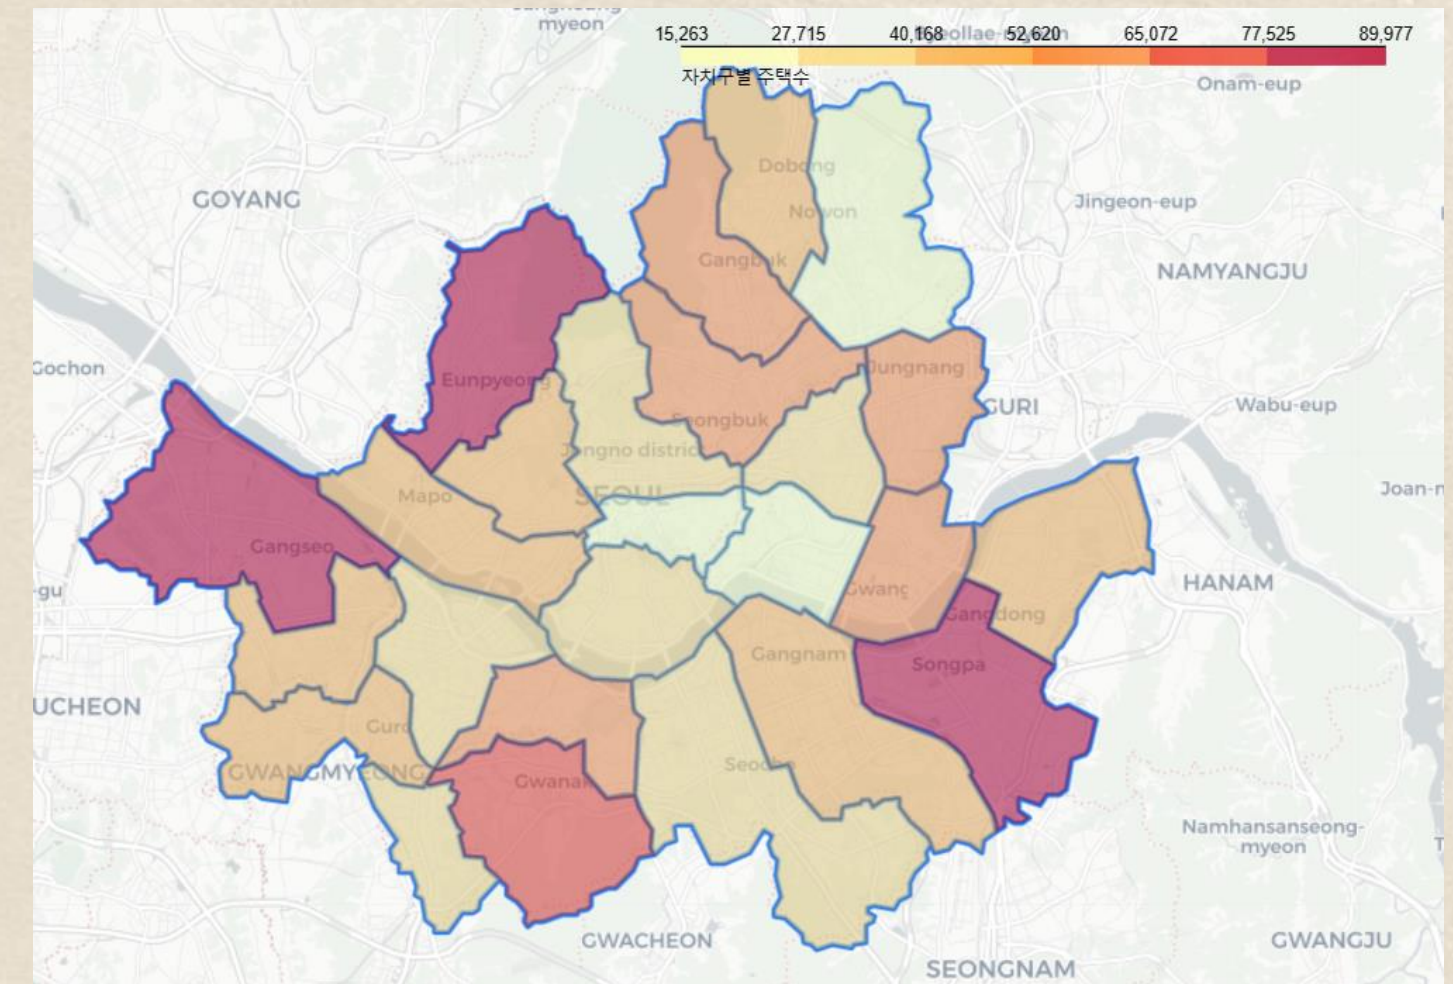 myeon
15,263 27,715 40,168 52,620 65,072 77,525 89,977
자치구별 주택수
Onam-eup
Dobong
GOYANG
Jingeon-eup
Nowon
Gangbuk
NAMYANGJU
Gochon
Jungnang
Eunpyeong
GURI
Wabu-eup
Seongbuk
Jongno district
Mapo
SEOUL
Joan-m
Gangseo
HANAM
-gu
Gwang
Gangdong
Gangnam
Songpa
UCHEON
Guro
Seocho
GWANGMYEONG
Gwanak
Namhansanseong-
myeon
GWACHEON
GWANGJU
SEONGNAM